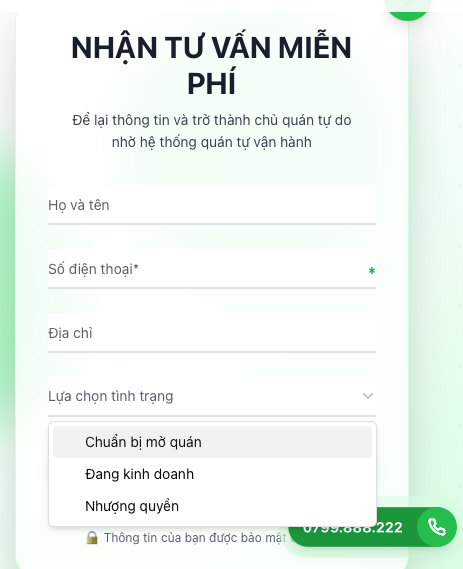 NHẬN TƯ VẤN MIỄN
PHÍ
Để lại thông tin và trở thành chủ quán tự do
nhờ hệ thống quán tự vận hành
Họ và tên
Số điện thoại*
*
Địa chỉ
Lựa chọn tình trạng
Chuẩn bị mở quán
Đang kinh doanh
Nhượng quyền
0799.888.222
Thông tin của bạn được bảo mật